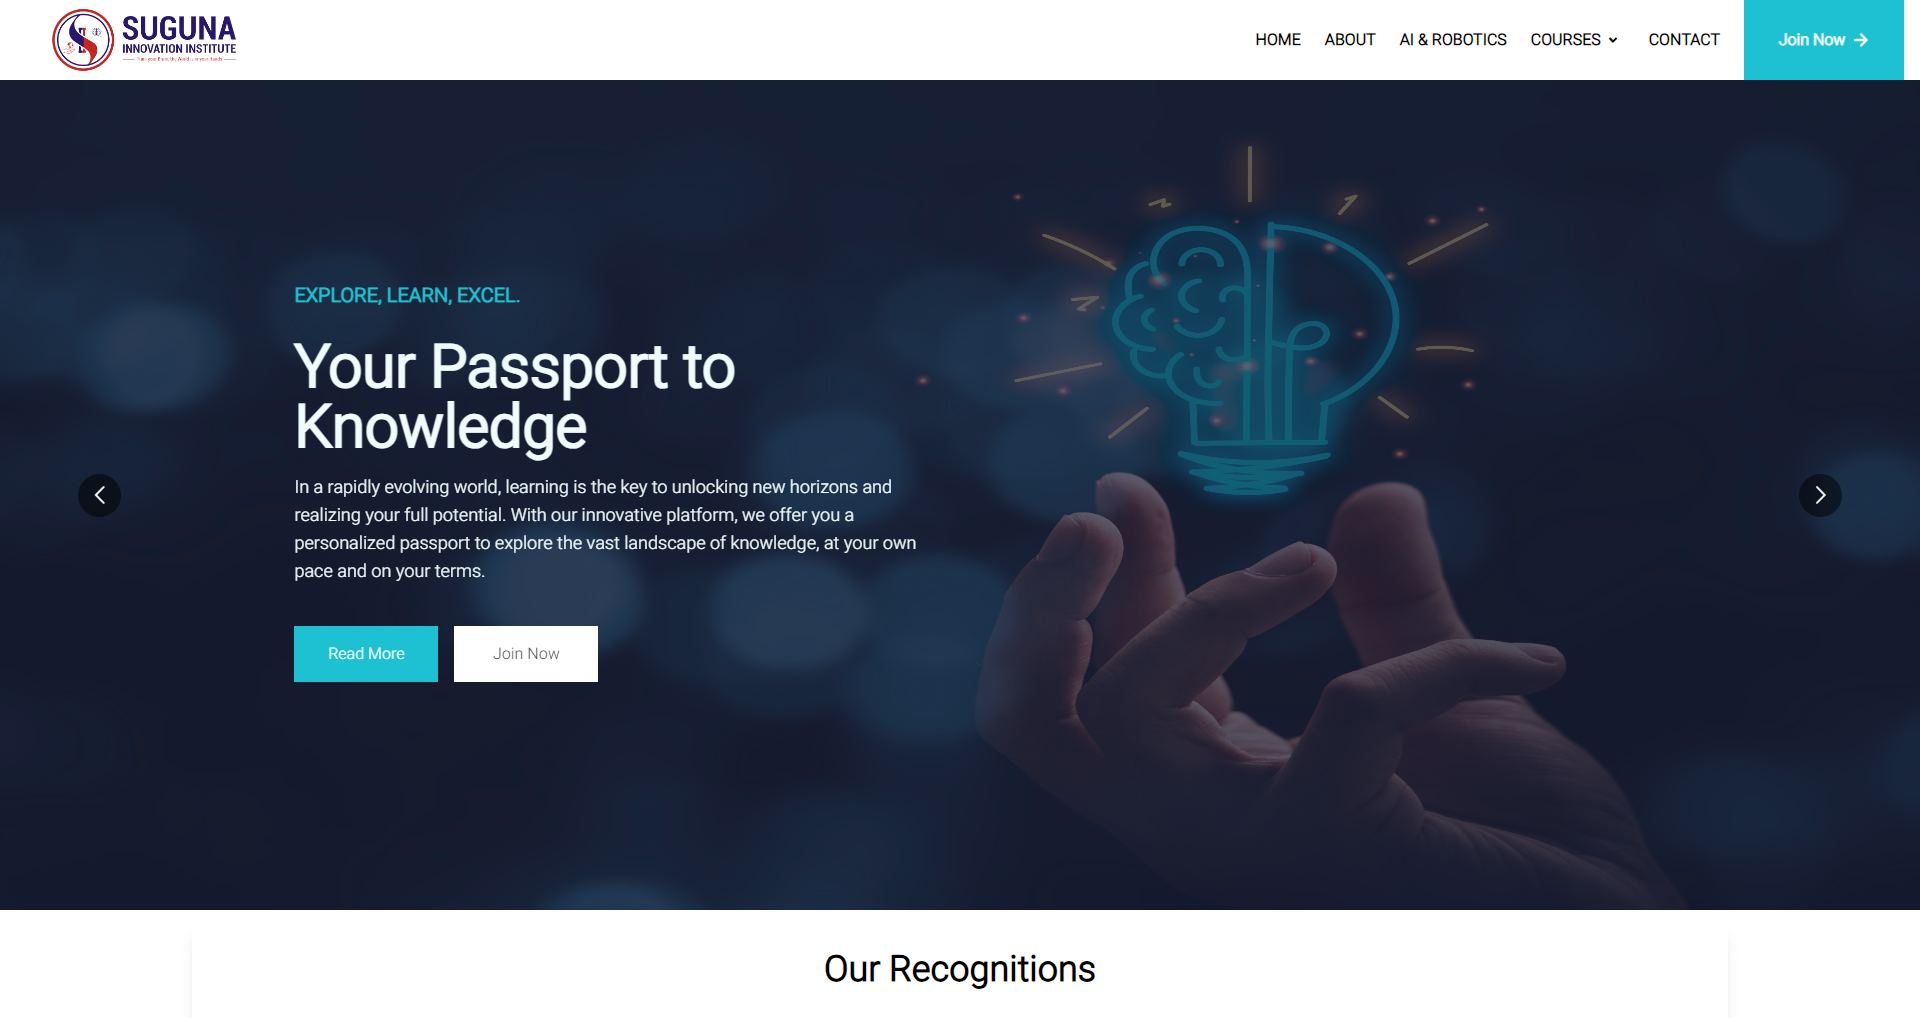 SUGUNA
INNOVATION INSTITUTE
HOME
ABOUT
AI & ROBOTICS
COURSES
CONTACT
Join Now
EXPLORE, LEARN, EXCEL.
Your Passport to
Knowledge
In a rapidly evolving world, learning is the key to unlocking new horizons and
realizing your full potential. With our innovative platform, we offer you a
personalized passport to explore the vast landscape of knowledge, at your own
pace and on your terms.
Read More
Join Now
Our Recognitions